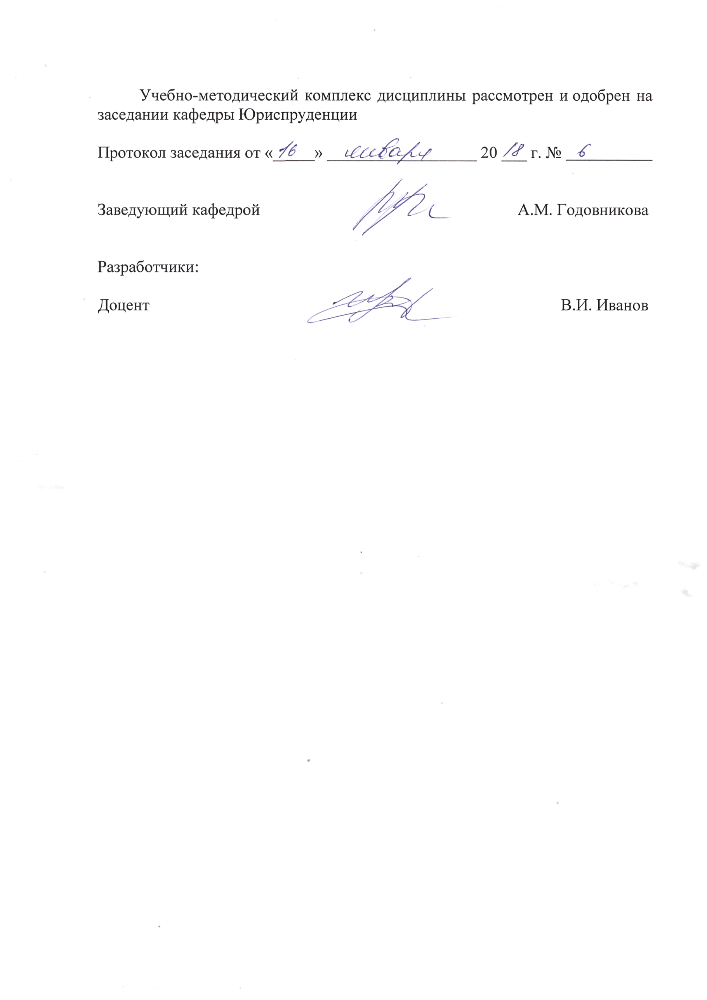 Учебно-методический комплекс дисциплины рассмотрен и одобрен на
заседании кафедры Юриспруденции
Протокол заседания от «16» января 2018 г. № 6
Заведующий кафедрой А.М. Годовникова
Разработчики:
Доцент В.И. Иванов